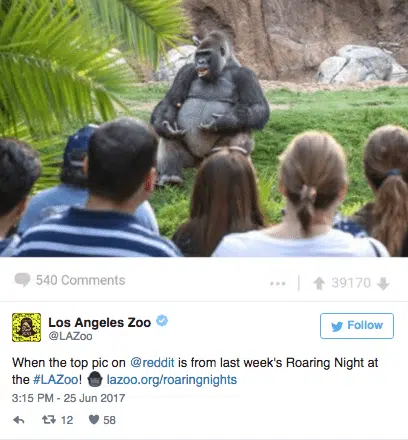 540 Comments
39170
Los Angeles Zoo
@LAZoo
Follow
When the top pic on @reddit is from last week's Roaring Night at
the #LAZoo! lazoo.org/roaringnights
3:15 PM - 25 Jun 2017
12 58